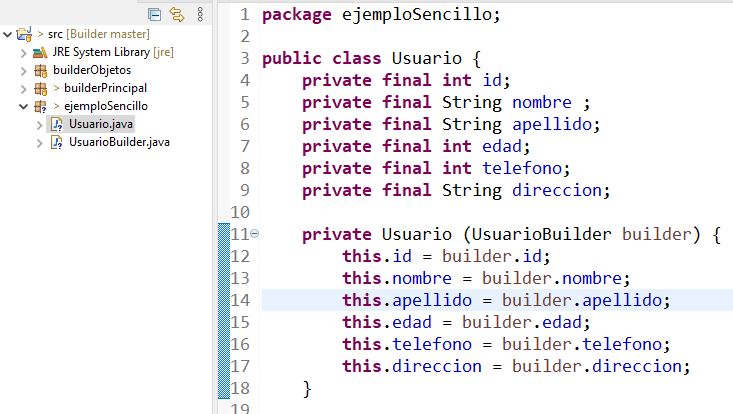 > src [Builder master]
JRE System Library [jre]
builderObjetos
> builderPrincipal
> ejemploSencillo
Usuario.java
UsuarioBuilder.java
1 package ejemploSencillo;
2
3 public class Usuario {
4 private final int id;
5 private final String nombre ;
6 private final String apellido;
7 private final int edad;
8 private final int telefono;
9 private final String direccion;
10
11 private Usuario (UsuarioBuilder builder) {
12 this.id = builder.id;
13 this.nombre = builder.nombre;
14 this.apellido = builder.apellido;
15 this.edad = builder.edad;
16 this.telefono = builder.telefono;
17 this.direccion = builder.direccion;
18 }
19